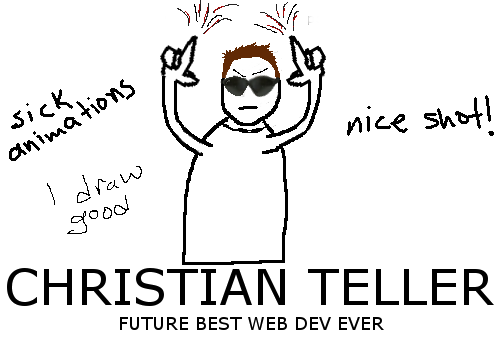 sick
animations
nice shot!
I draw
good
CHRISTIAN TELLER
FUTURE BEST WEB DEV EVER